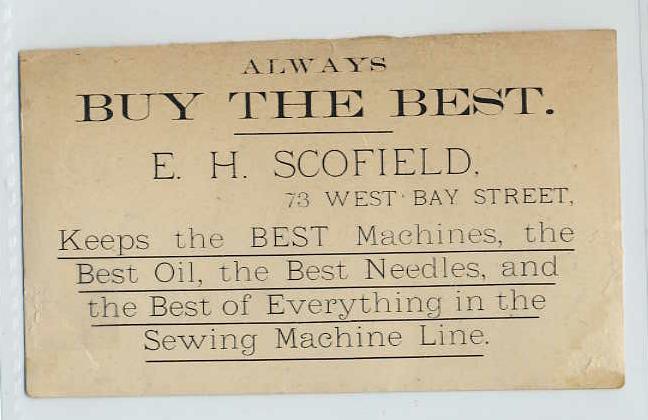 ALWAYS
BUY THE BEST.
E. H. SCOFIELD,
73 WEST BAY STREET,
Keeps the BEST Machines, the
Best Oil, the Best Needles, and
the Best of Everything in the
Sewing Machine Line.